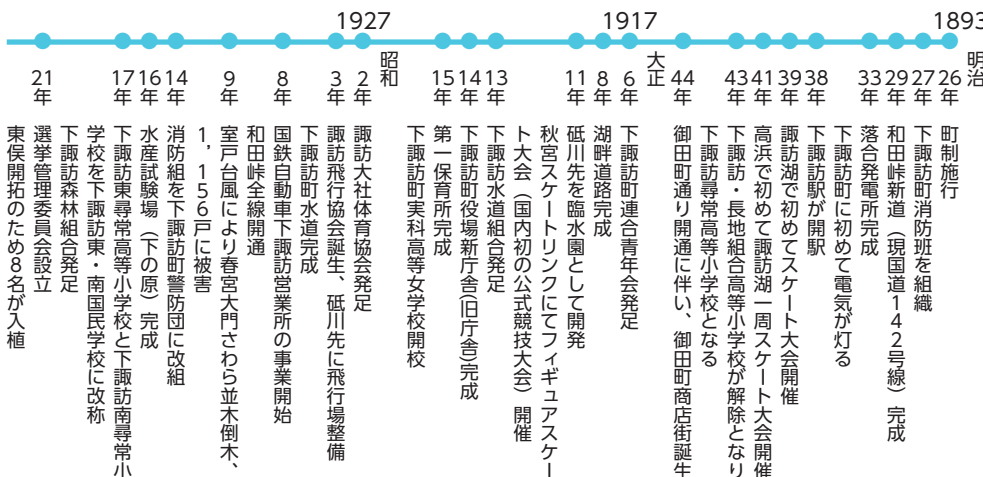 1893
明治
26年
町制施行
27年
下諏訪町消防班を組織
29年
和田峠新道（現国道142号線）完成
33年
落合発電所完成
下諏訪町に初めて電気が灯る
38年
下諏訪駅が開駅
39年
諏訪湖で初めてスケート大会開催
41年
高浜で初めて諏訪湖一周スケート大会開催
43年
下諏訪・長地組合高等小学校が解除となり
下諏訪尋常高等小学校となる
44年
御田町通り開通に伴い、御田町商店街誕生
大正
1917
6年
下諏訪町連合青年会発足
8年
湖畔道路完成
11年
砥川先を臨水園として開発
秋宮スケートリンクにてフィギュアスケー
ト大会（国内初の公式競技大会）開催
13年
下諏訪水道組合発足
14年
下諏訪町役場新庁舎(旧庁舎)完成
15年
第一保育所完成
下諏訪町実科高等女学校開校
昭和
1927
2年
諏訪大社体育協会発足
3年
諏訪飛行協会誕生、砥川先に飛行場整備
下諏訪町水道完成
8年
国鉄自動車下諏訪営業所の事業開始
和田峠全線開通
9年
室戸台風により春宮大門さわら並木倒木、
1，156戸に被害
14年
消防組を下諏訪町警防団に改組
16年
水産試験場（下の原）完成
17年
下諏訪東尋常高等小学校と下諏訪南尋常小
学校を下諏訪東・南国民学校に改称
下諏訪森林組合発足
21年
選挙管理委員会設立
東俣開拓のため8名が入植